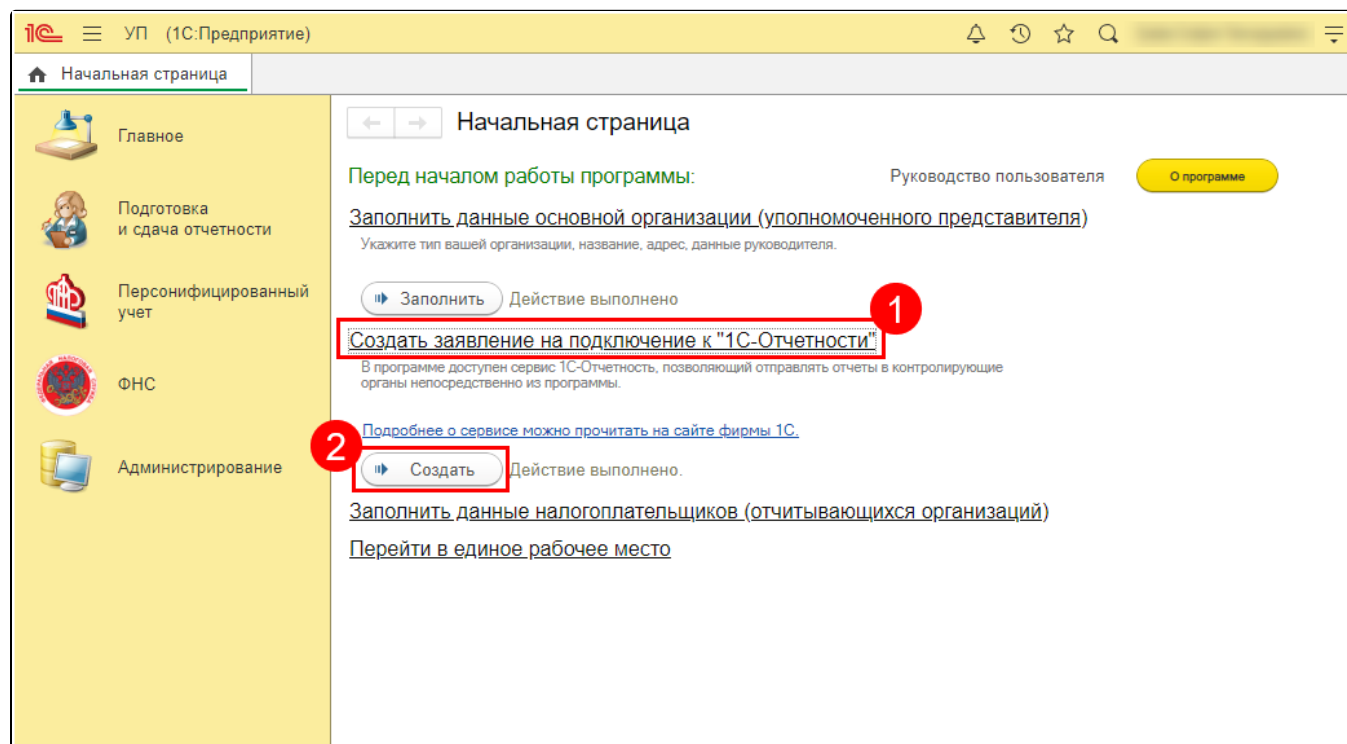 1С УП (1С:Предприятие)
Начальная страница
Главное
Подготовка
и сдача отчетности
Персонифицированный
учет
ФНС
Администрирование
Начальная страница
Перед началом работы программы:
Руководство пользователя
О программе
Заполнить данные основной организации (уполномоченного представителя)
Укажите тип вашей организации, название, адрес, данные руководителя.
Заполнить Действие выполнено
1
Создать заявление на подключение к "1С-Отчетности"
В программе доступен сервис 1С-Отчетность, позволяющий отправлять отчеты в контролирующие
органы непосредственно из программы.
Подробнее о сервисе можно прочитать на сайте фирмы 1С.
2
Создать Действие выполнено.
Заполнить данные налогоплательщиков (отчитывающихся организаций)
Перейти в единое рабочее место